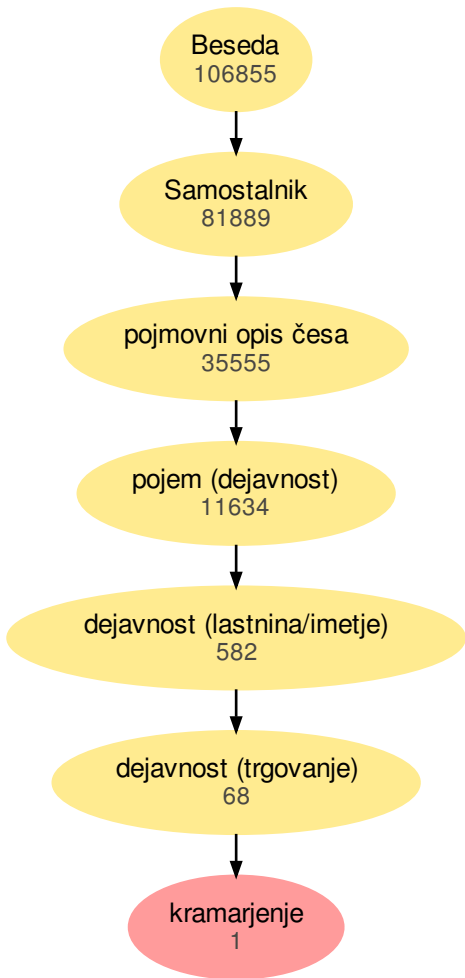 Beseda
106855
Samostalnik
81889
pojmovni opis česa
35555
pojem (dejavnost)
11634
dejavnost (lastnina/imetje)
582
dejavnost (trgovanje)
68
kramarjenje
1